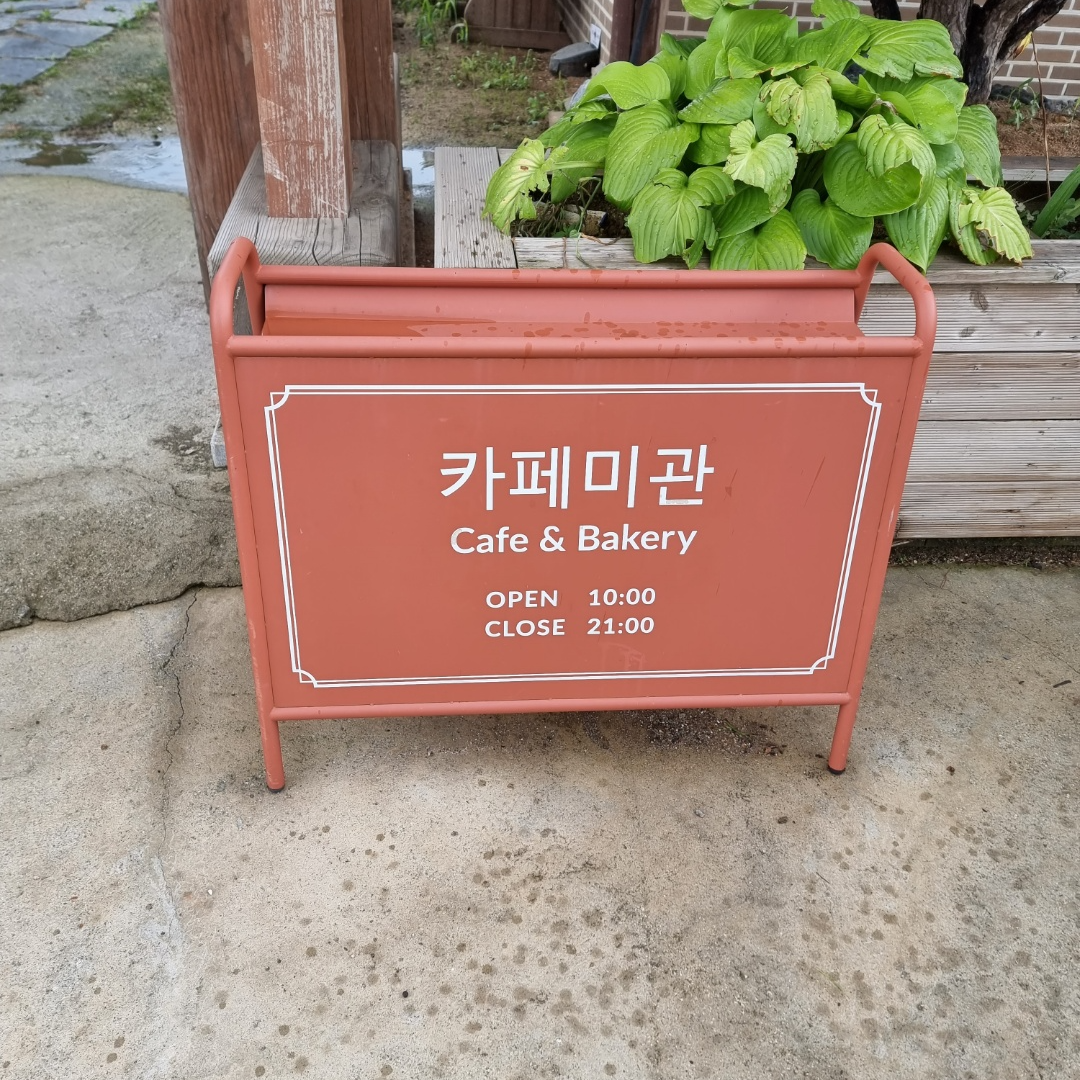 카페미관
Cafe & Bakery
OPEN 10:00
CLOSE 21:00